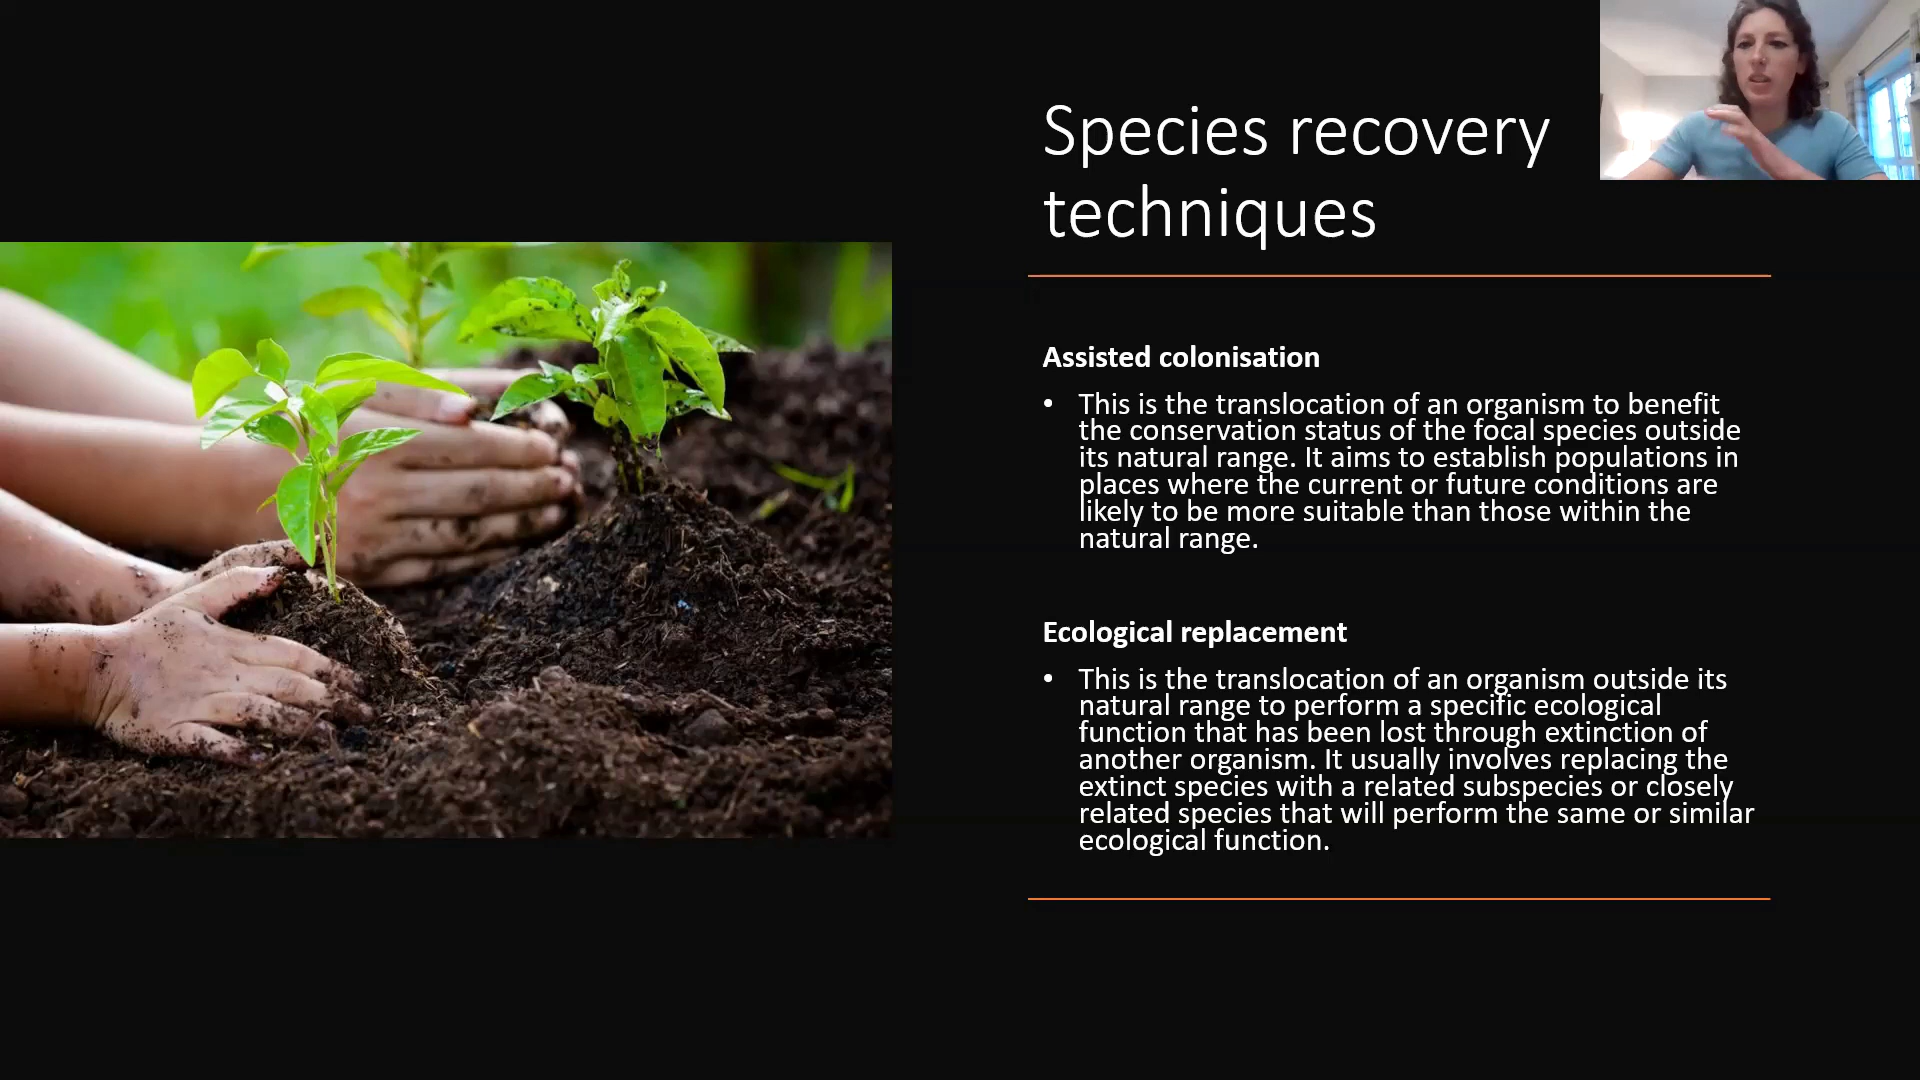 Species recovery
techniques
Assisted colonisation
• This is the translocation of an organism to benefit
the conservation status of the focal species outside
its natural range. It aims to establish populations in
places where the current or future conditions are
likely to be more suitable than those within the
natural range.
Ecological replacement
• This is the translocation of an organism outside its
natural range to perform a specific ecological
function that has been lost through extinction of
another organism. It usually involves replacing the
extinct species with a related subspecies or closely
related species that will perform the same or similar
ecological function.